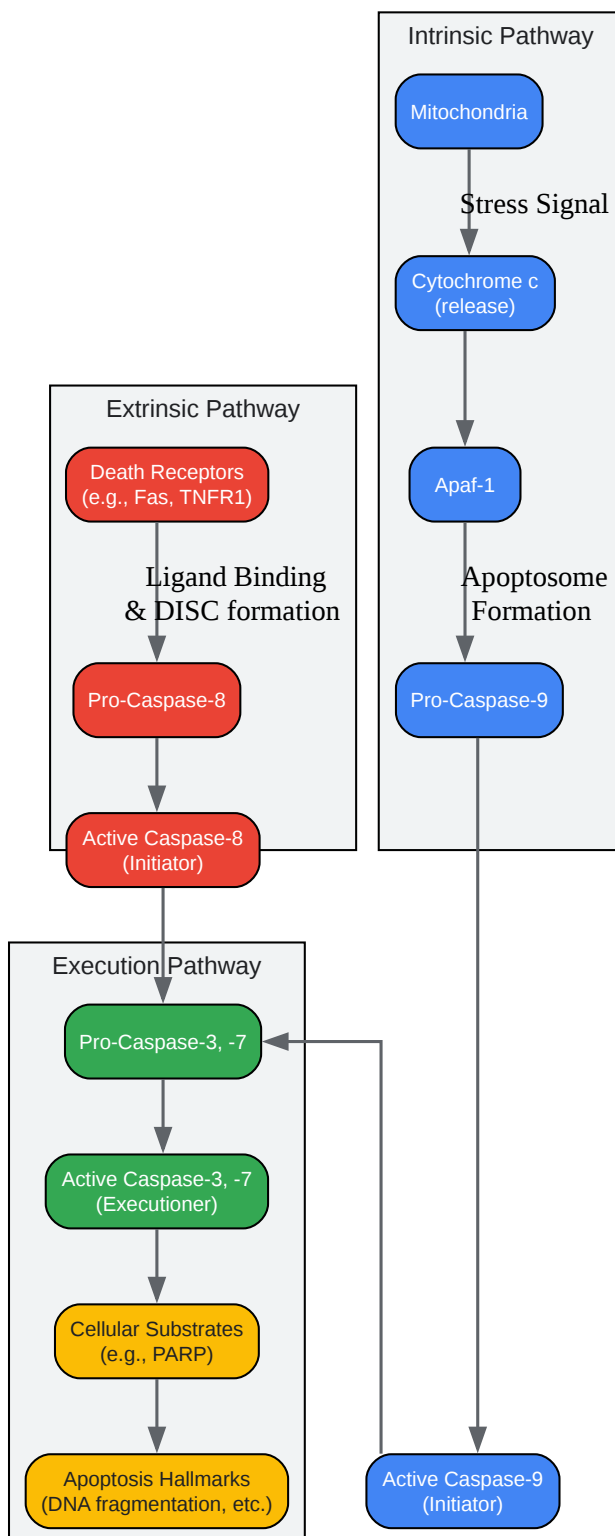 Intrinsic Pathway
Mitochondria
Stress Signal
Cytochrome c
(release)
Apaf-1
Apoptosome
Formation
Pro-Caspase-9
Extrinsic Pathway
Death Receptors
(e.g., Fas, TNFR1)
Ligand Binding
& DISC formation
Pro-Caspase-8
Active Caspase-8
(Initiator)
Execution Pathway
Pro-Caspase-3, -7
Active Caspase-3, -7
(Executioner)
Cellular Substrates
(e.g., PARP)
Apoptosis Hallmarks
(DNA fragmentation, etc.)
Active Caspase-9
(Initiator)